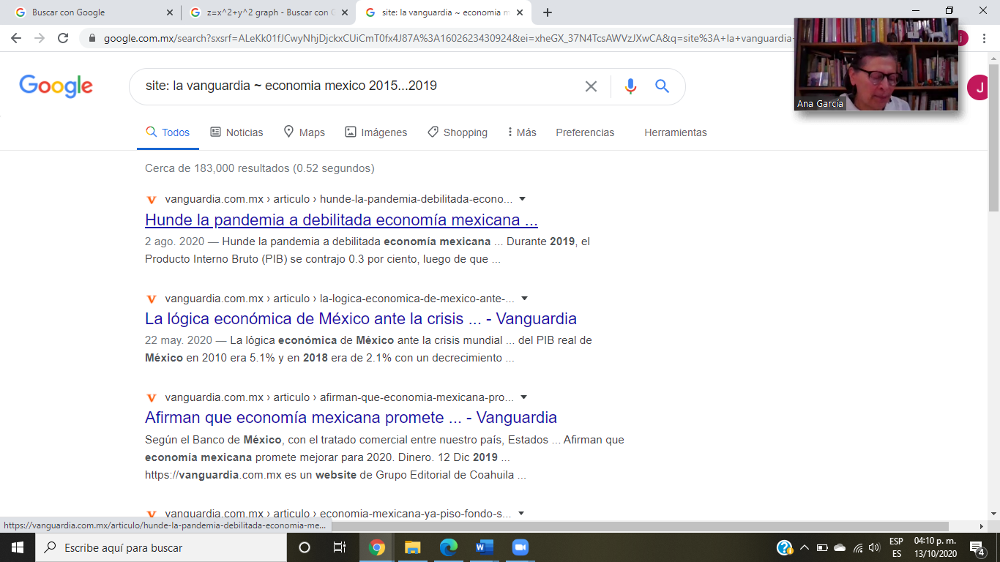 Buscar con Google
z=x^2+y^2 graph - Buscar con G
site: la vanguardia ~ economia m
google.com.mx/search?sxsrf=ALeKk01fJCwyNhjDjckxCUiCmT0fx4J87A%3A1602623430924&ei=xheGX_37N4TcsAWVzJXwCA&q=site%3A+la+vanguardia-
Google
site: la vanguardia ~ economia mexico 2015...2019
Ana García
J
Todos
Noticias
Maps
Imágenes
Shopping
Más
Preferencias
Herramientas
Cerca de 183,000 resultados (0.52 segundos)
vanguardia.com.mx › articulo › hunde-la-pandemia-debilitada-econo...
Hunde la pandemia a debilitada economía mexicana ...
2 ago. 2020 — Hunde la pandemia a debilitada economía mexicana ... Durante 2019, el
Producto Interno Bruto (PIB) se contrajo 0.3 por ciento, luego de que ...
vanguardia.com.mx › articulo › la-logica-economica-de-mexico-ante-...
La lógica económica de México ante la crisis ... - Vanguardia
22 may. 2020 — La lógica económica de México ante la crisis mundial ... del PIB real de
México en 2010 era 5.1% y en 2018 era de 2.1% con un decrecimiento ...
vanguardia.com.mx › articulo › afirman-que-economia-mexicana-pro...
Afirman que economía mexicana promete ... - Vanguardia
Según el Banco de México, con el tratado comercial entre nuestro país, Estados ... Afirman que
economía mexicana promete mejorar para 2020. Dinero. 12 Dic 2019 ...
https://vanguardia.com.mx es un website de Grupo Editorial de Coahuila ...
vanguardia.com.mx › articulo › economia-mexicana-ya-piso-fondo-s...
https://vanguardia.com.mx/articulo/hunde-la-pandemia-debilitada-economia-me...
Escribe aquí para buscar
ESP
ES
04:10 p. m.
13/10/2020
4